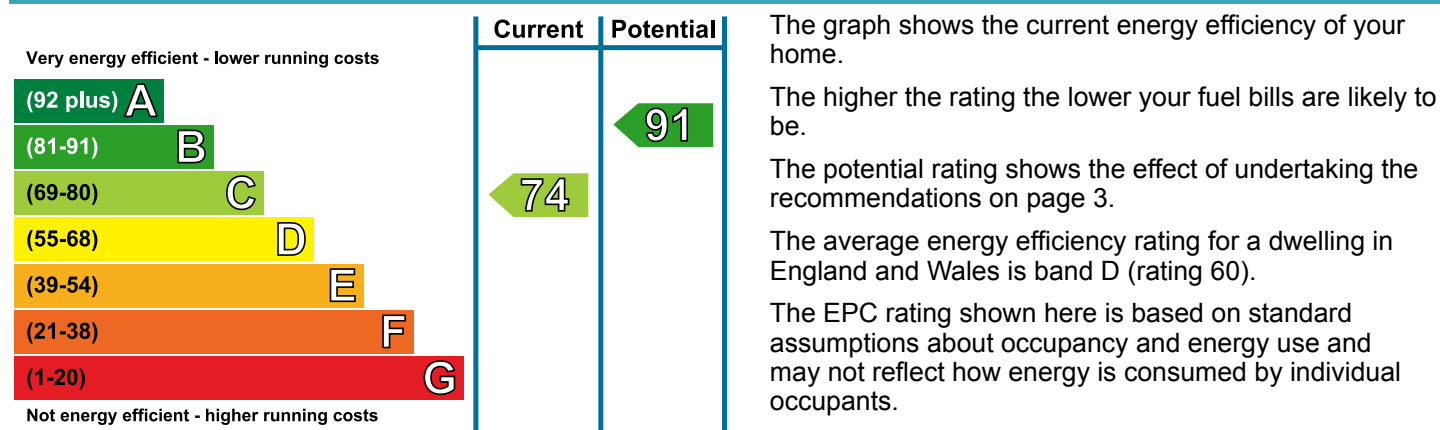 Current Potential
Very energy efficient - lower running costs
(92 plus) A
(81-91) B
(69-80) C
(55-68) D
(39-54) E
(21-38) F
(1-20) G
Not energy efficient - higher running costs
74
91
The graph shows the current energy efficiency of your
home.
The higher the rating the lower your fuel bills are likely to
be.
The potential rating shows the effect of undertaking the
recommendations on page 3.
The average energy efficiency rating for a dwelling in
England and Wales is band D (rating 60).
The EPC rating shown here is based on standard
assumptions about occupancy and energy use and
may not reflect how energy is consumed by individual
occupants.